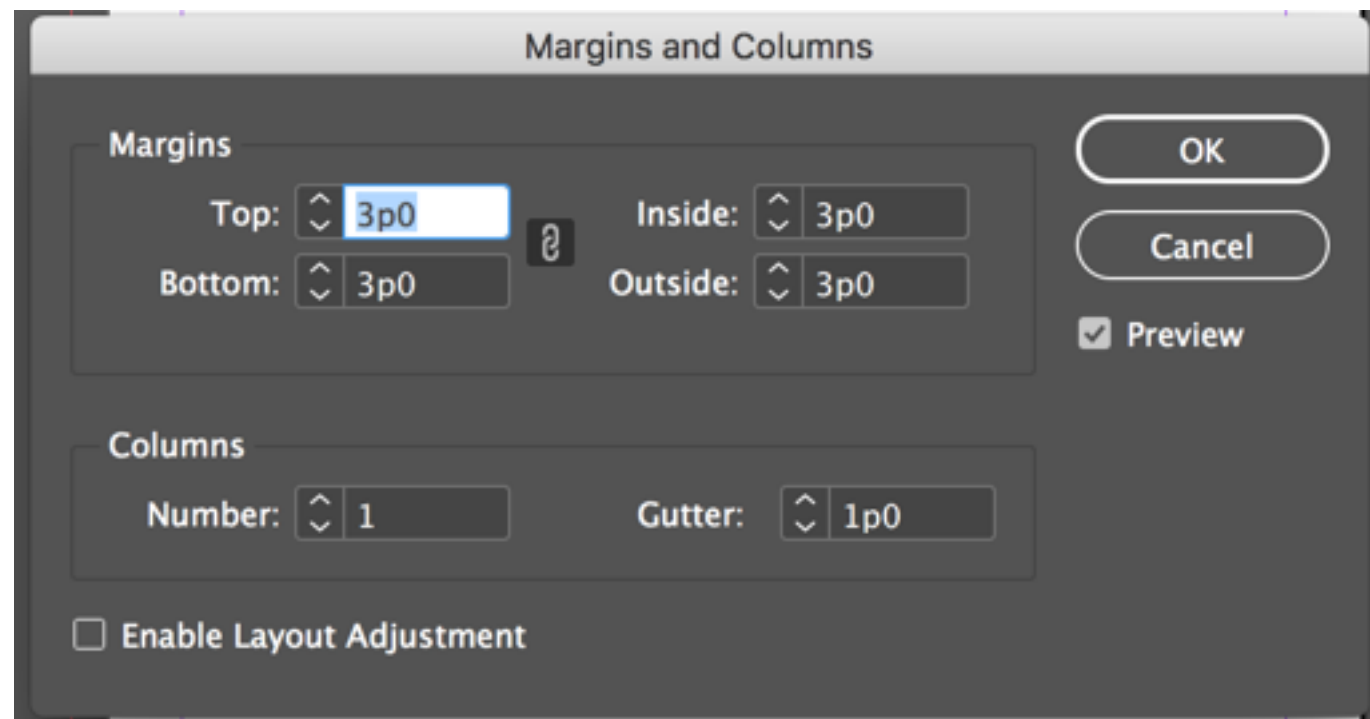 Margins and Columns
Margins
Top: 3p0 Inside: 3p0
Bottom: 3p0 Outside: 3p0
OK
Cancel
Preview
Columns
Number: 1 Gutter: 1p0
Enable Layout Adjustment